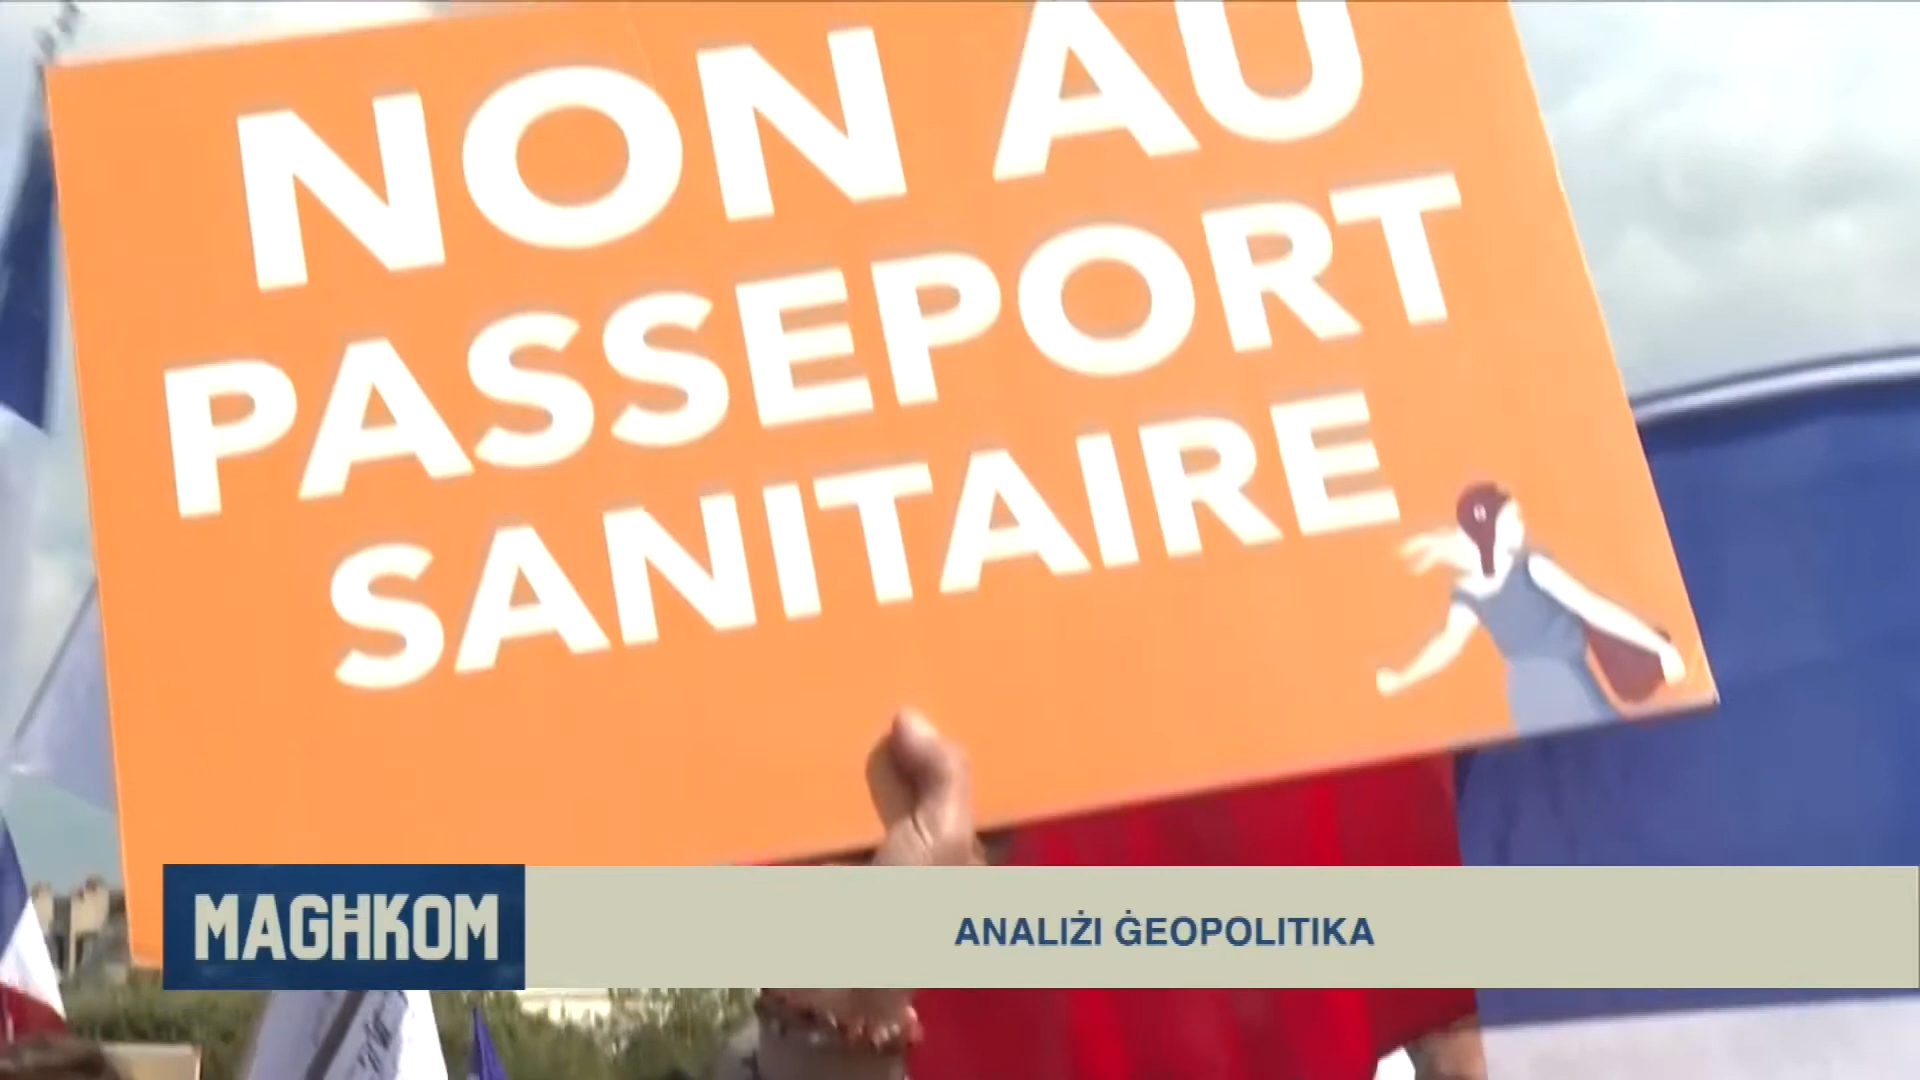 NON AU
PASSEPORT
SANITAIRE
MAGĦKOM
ANALIŻI ĠEOPOLITIKA